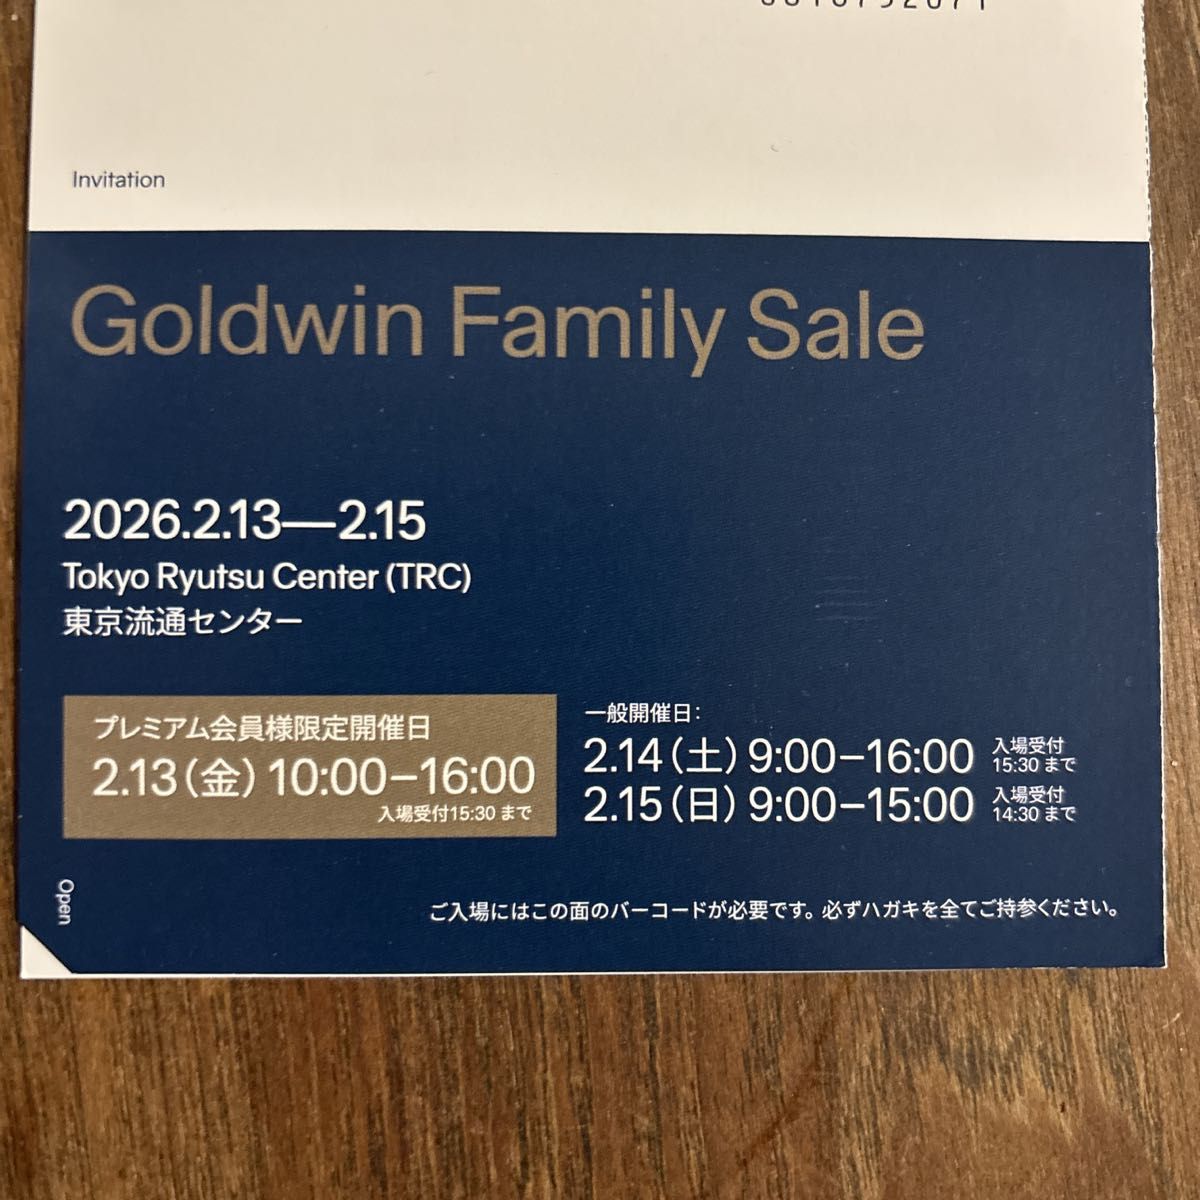 Invitation
Goldwin Family Sale
2026.2.13—2.15
Tokyo Ryutsu Center (TRC)
東京流通センター
プレミアム会員様限定開催日
2.13（金）10:00–16:00
入場受付15:30 まで
一般開催日：
2.14（土）9:00–16:00 入場受付
15:30 まで
2.15（日）9:00–15:00 入場受付
14:30 まで
Open
ご入場にはこの面のバーコードが必要です。必ずハガキを全てご持参ください。